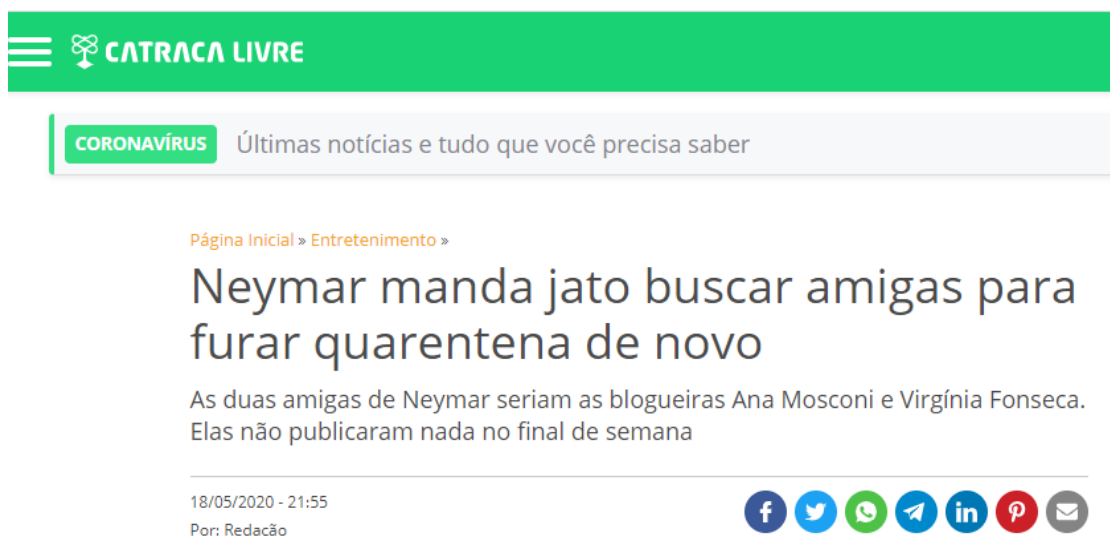 CATRACA LIVRE
CORONAVÍRUS Últimas notícias e tudo que você precisa saber
Página Inicial » Entretenimento »
Neymar manda jato buscar amigas para
furar quarentena de novo
As duas amigas de Neymar seriam as blogueiras Ana Mosconi e Virgínia Fonseca.
Elas não publicaram nada no final de semana
18/05/2020 - 21:55
Por: Redação